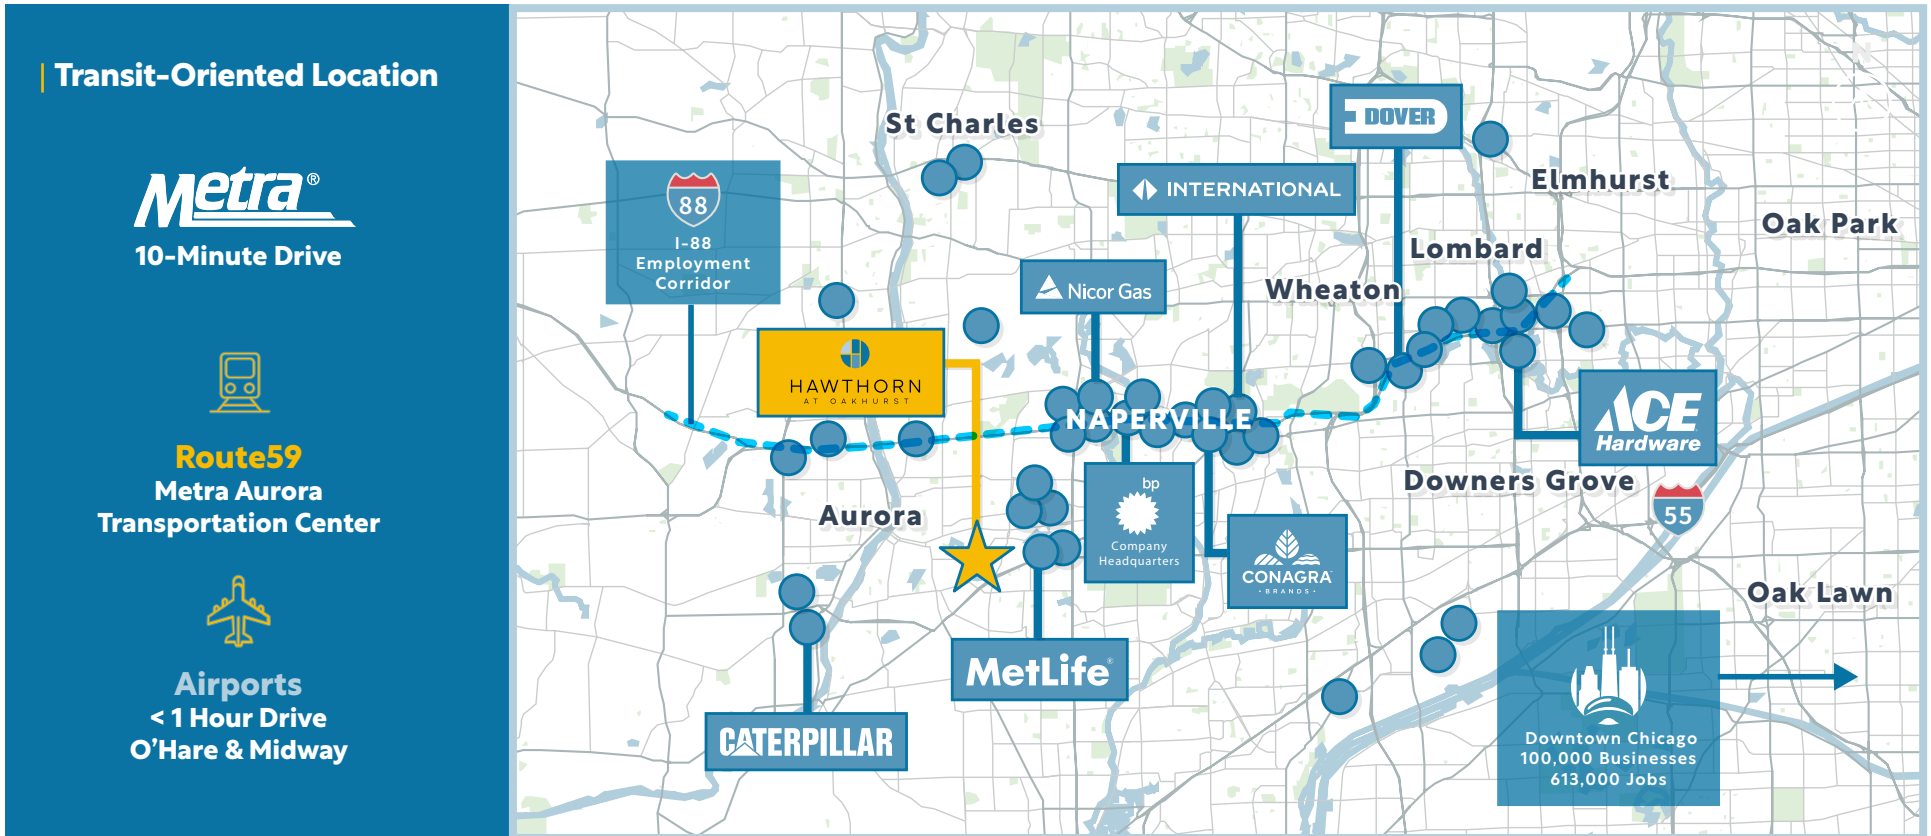 Transit-Oriented Location
Metra®
10-Minute Drive
Route59
Metra Aurora
Transportation Center
Airports
< 1 Hour Drive
O'Hare & Midway
St Charles
DOVER
INTERNATIONAL
Elmhurst
Oak Park
88
I-88
Employment
Corridor
Lombard
Nicor Gas
Wheaton
HAWTHORN
AT OAKHURST
NAPERVILLE
ACE
Hardware
Downers Grove
55
Aurora
bp
Company
Headquarters
CONAGRA
• BRANDS •
Oak Lawn
MetLife
CATERPILLAR
Downtown Chicago
100,000 Businesses
613,000 Jobs
N